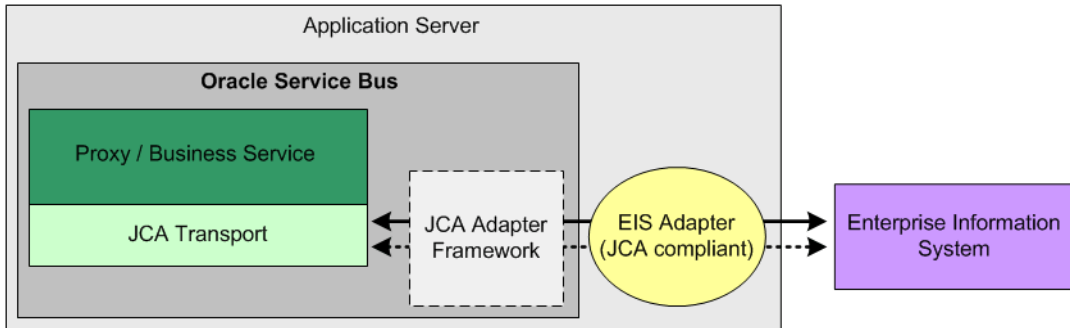 Application Server
Oracle Service Bus
Proxy / Business Service
JCA Transport
JCA Adapter
Framework
EIS Adapter
(JCA compliant)
Enterprise Information
System